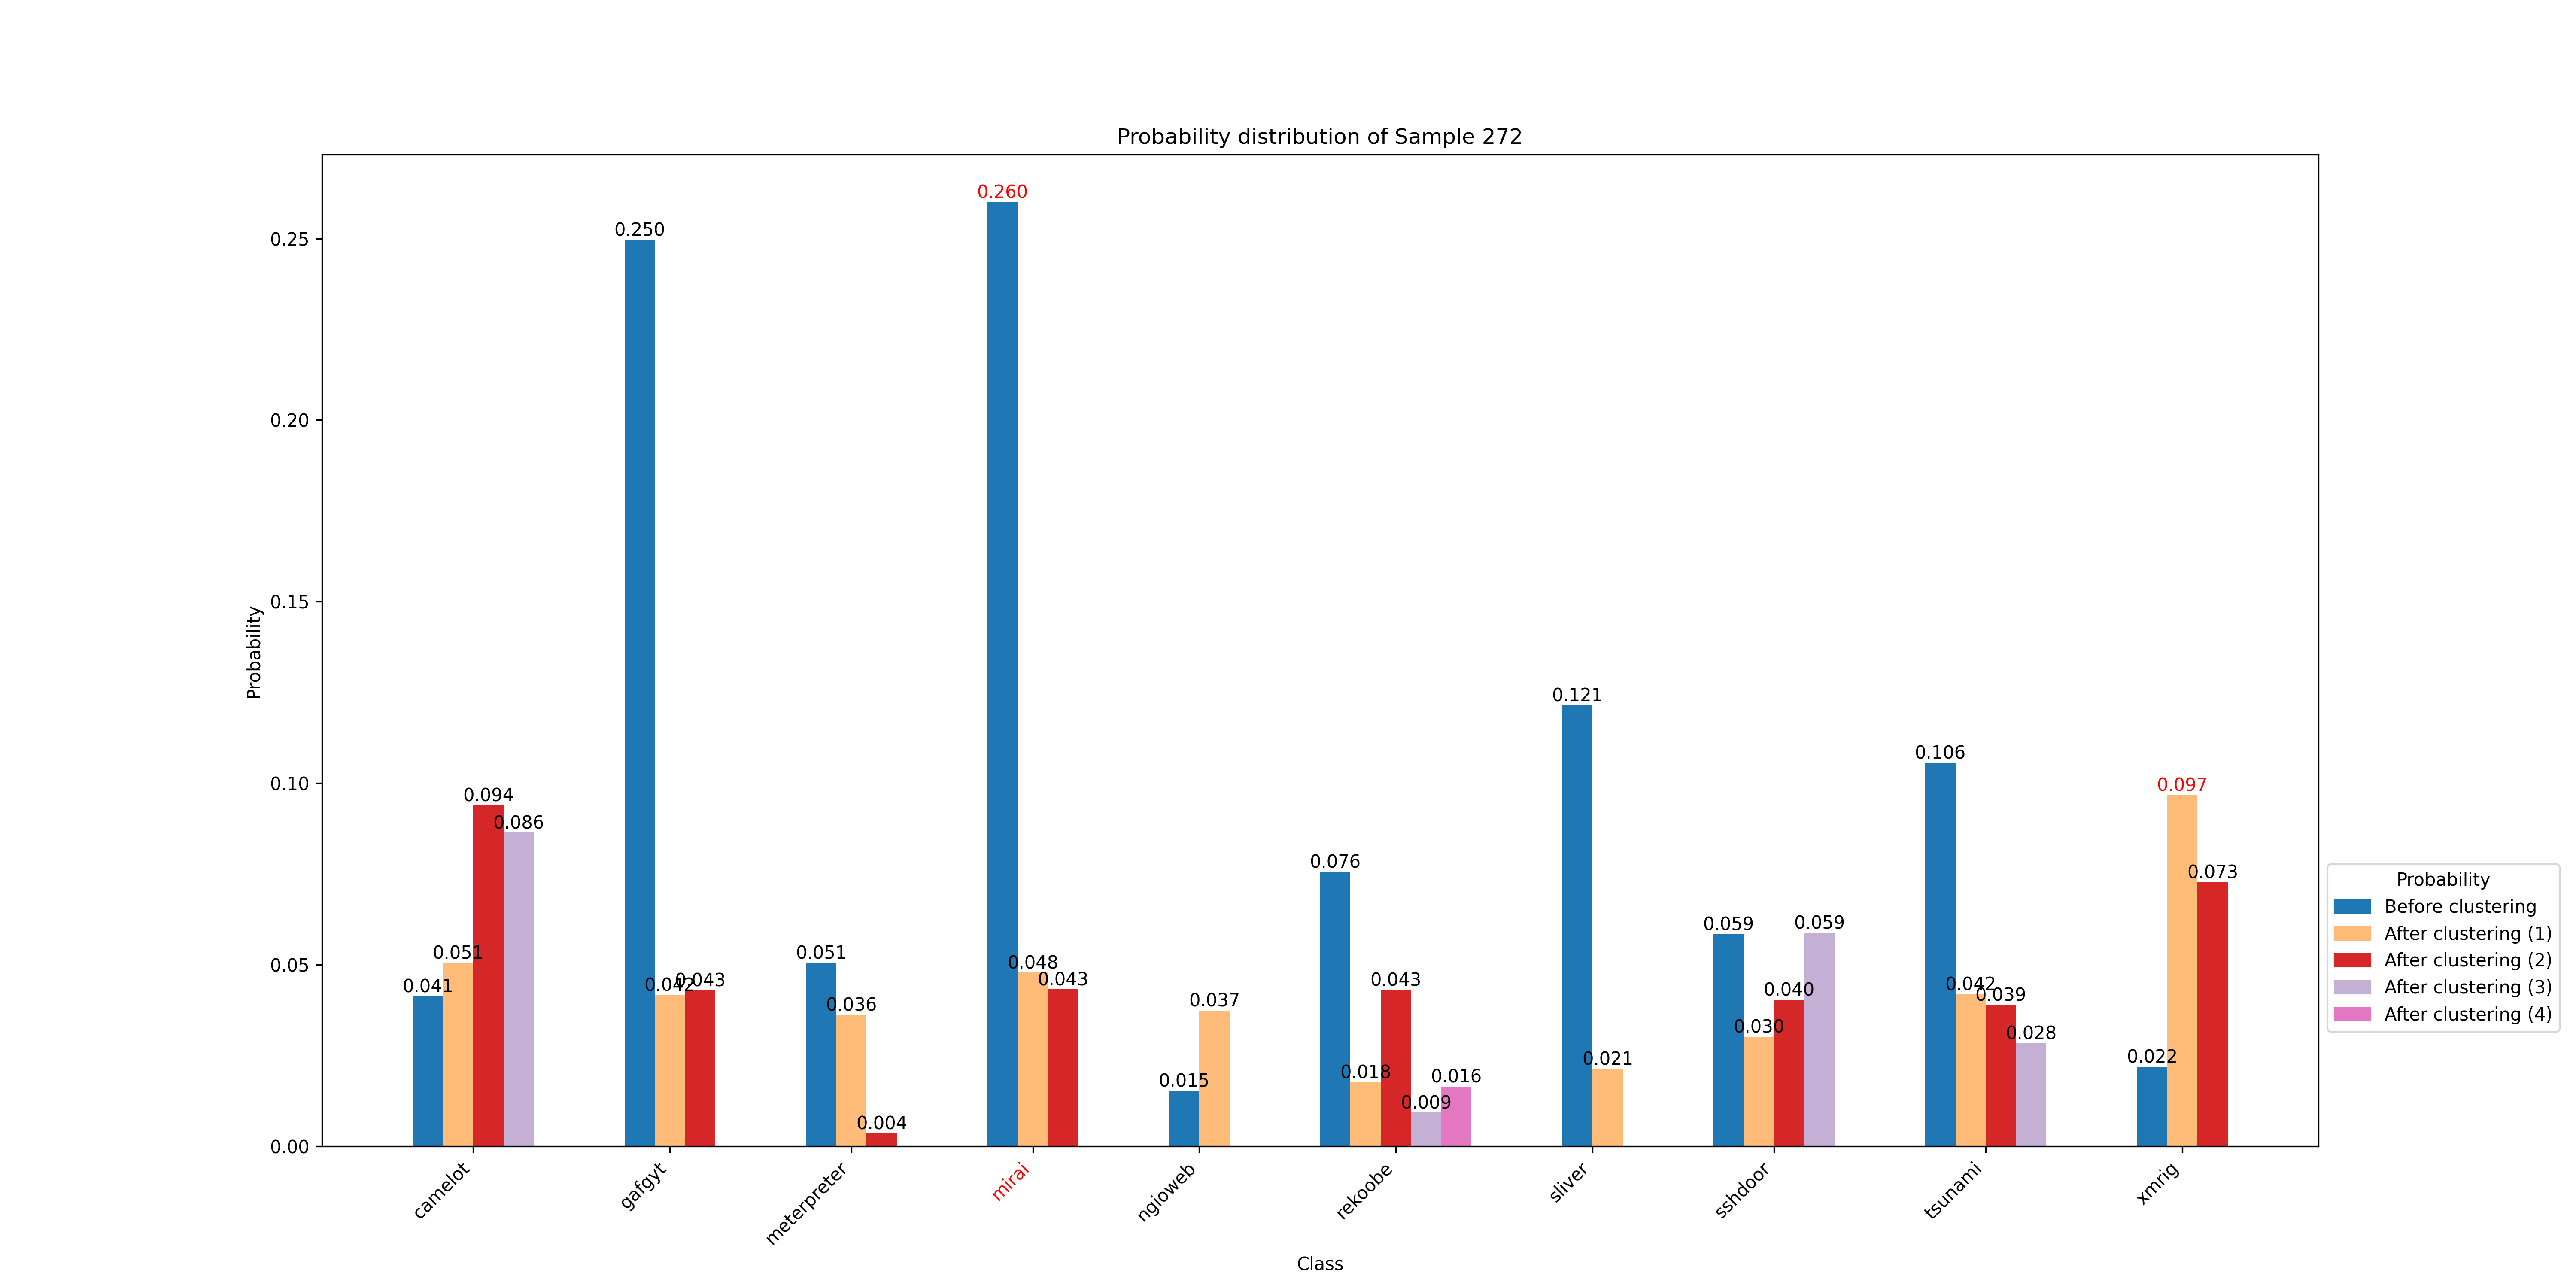 Probability distribution of Sample 272
0.260
0.250
0.25
0.20
0.15
0.121
0.106
0.10
0.097
0.094
0.086
0.076
0.073
0.059
0.059
0.05
0.051
0.051
0.048
0.043
0.043
0.043
0.042
0.042
0.041
0.040
0.039
0.037
0.036
0.030
0.028
0.022
0.021
0.018
0.016
0.015
0.009
0.004
0.00
Probability
camelot
gafgyt
meterpreter
mirai
ngioweb
rekoobe
sliver
sshdoor
tsunami
xmrig
Class
Probability
Before clustering
After clustering (1)
After clustering (2)
After clustering (3)
After clustering (4)